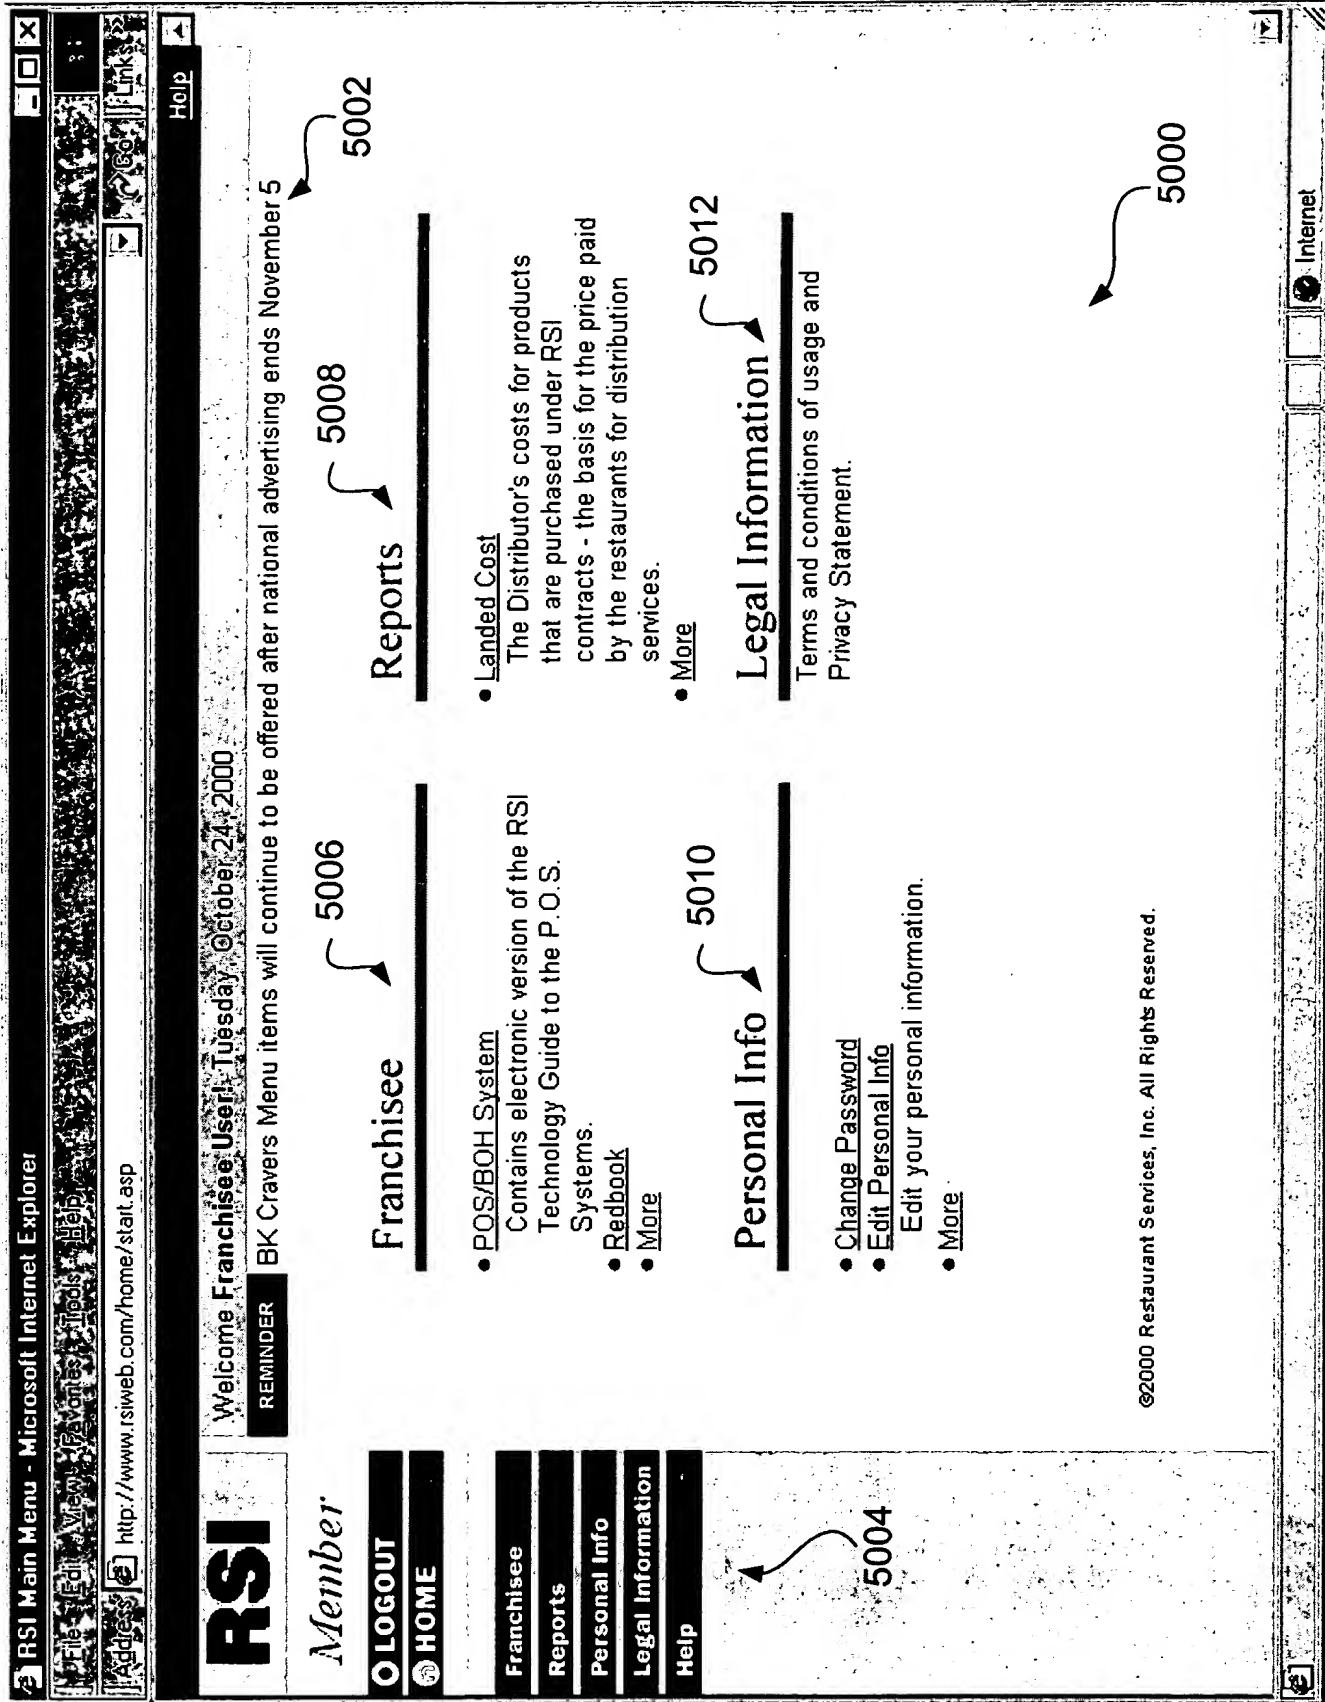 RSI Main Menu - Microsoft Internet Explorer
File Edit View Favorites Tools Help
Address http://www.rsiweb.com/home/start.asp Go Links »
Help
RSI
Welcome Franchisee User! Tuesday, October 24, 2000
REMINDER BK Cravers Menu items will continue to be offered after national advertising ends November 5
5002
Member
LOGOUT
HOME
Franchisee
Reports
Personal Info
Legal Information
Help
5004
5006
Franchisee
• POS/BOH System
Contains electronic version of the RSI
Technology Guide to the P.O.S.
Systems.
• Redbook
• More
5008
Reports
• Landed Cost
The Distributor's costs for products
that are purchased under RSI
contracts - the basis for the price paid
by the restaurants for distribution
services.
• More
5010
Personal Info
• Change Password
• Edit Personal Info
Edit your personal information.
• More
5012
Legal Information
Terms and conditions of usage and
Privacy Statement.
5000
©2000 Restaurant Services, Inc. All Rights Reserved.
Internet